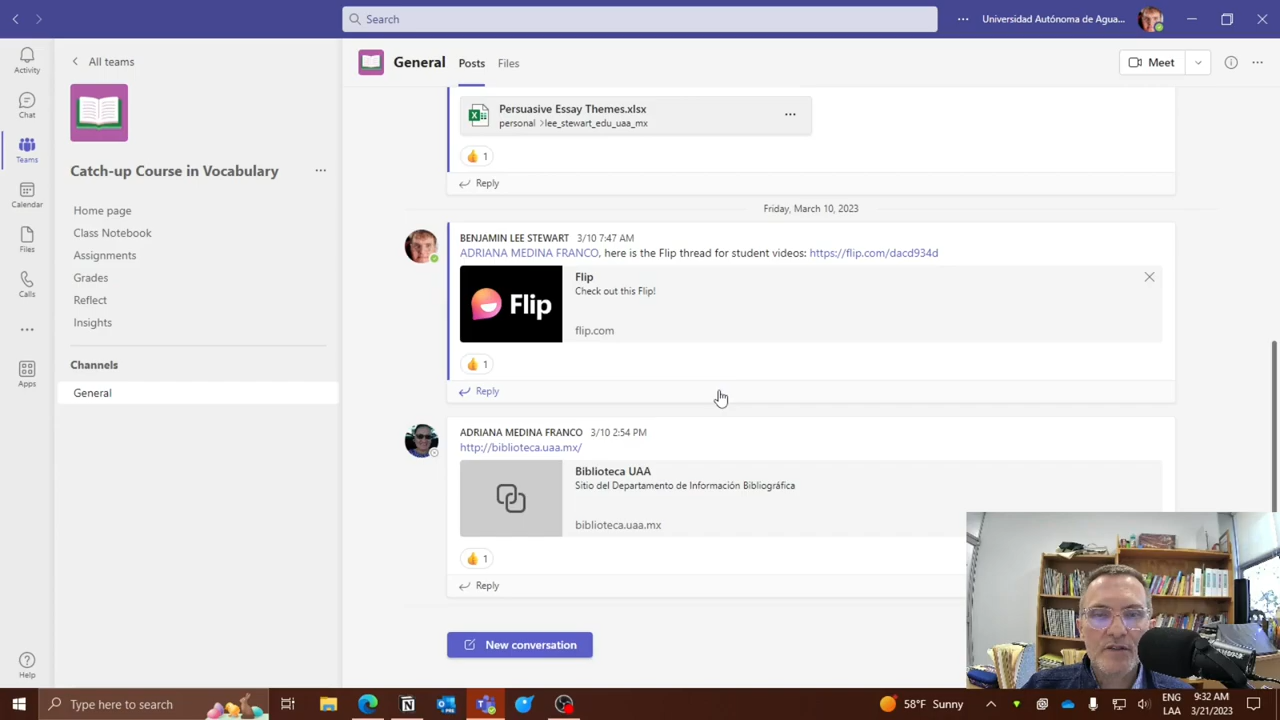 Search
Universidad Autónoma de Agua...
Activity
Chat
Teams
Calendar
Files
Calls
Apps
Help
All teams
Catch-up Course in Vocabulary
Home page
Class Notebook
Assignments
Grades
Reflect
Insights
Channels
General
General
Posts
Files
Meet
Persuasive Essay Themes.xlsx
personal >lee_stewart_edu_uaa_mx
1
Reply
Friday, March 10, 2023
BENJAMIN LEE STEWART 3/10 7:47 AM
ADRIANA MEDINA FRANCO, here is the Flip thread for student videos: https://flip.com/dacd934d
Flip
Flip
Check out this Flip!
flip.com
1
Reply
ADRIANA MEDINA FRANCO 3/10 2:54 PM
http://biblioteca.uaa.mx/
Biblioteca UAA
Sitio del Departamento de Información Bibliográfica
biblioteca.uaa.mx
1
Reply
New conversation
Type here to search
58°F Sunny
ENG
LAA
9:32 AM
3/21/2023